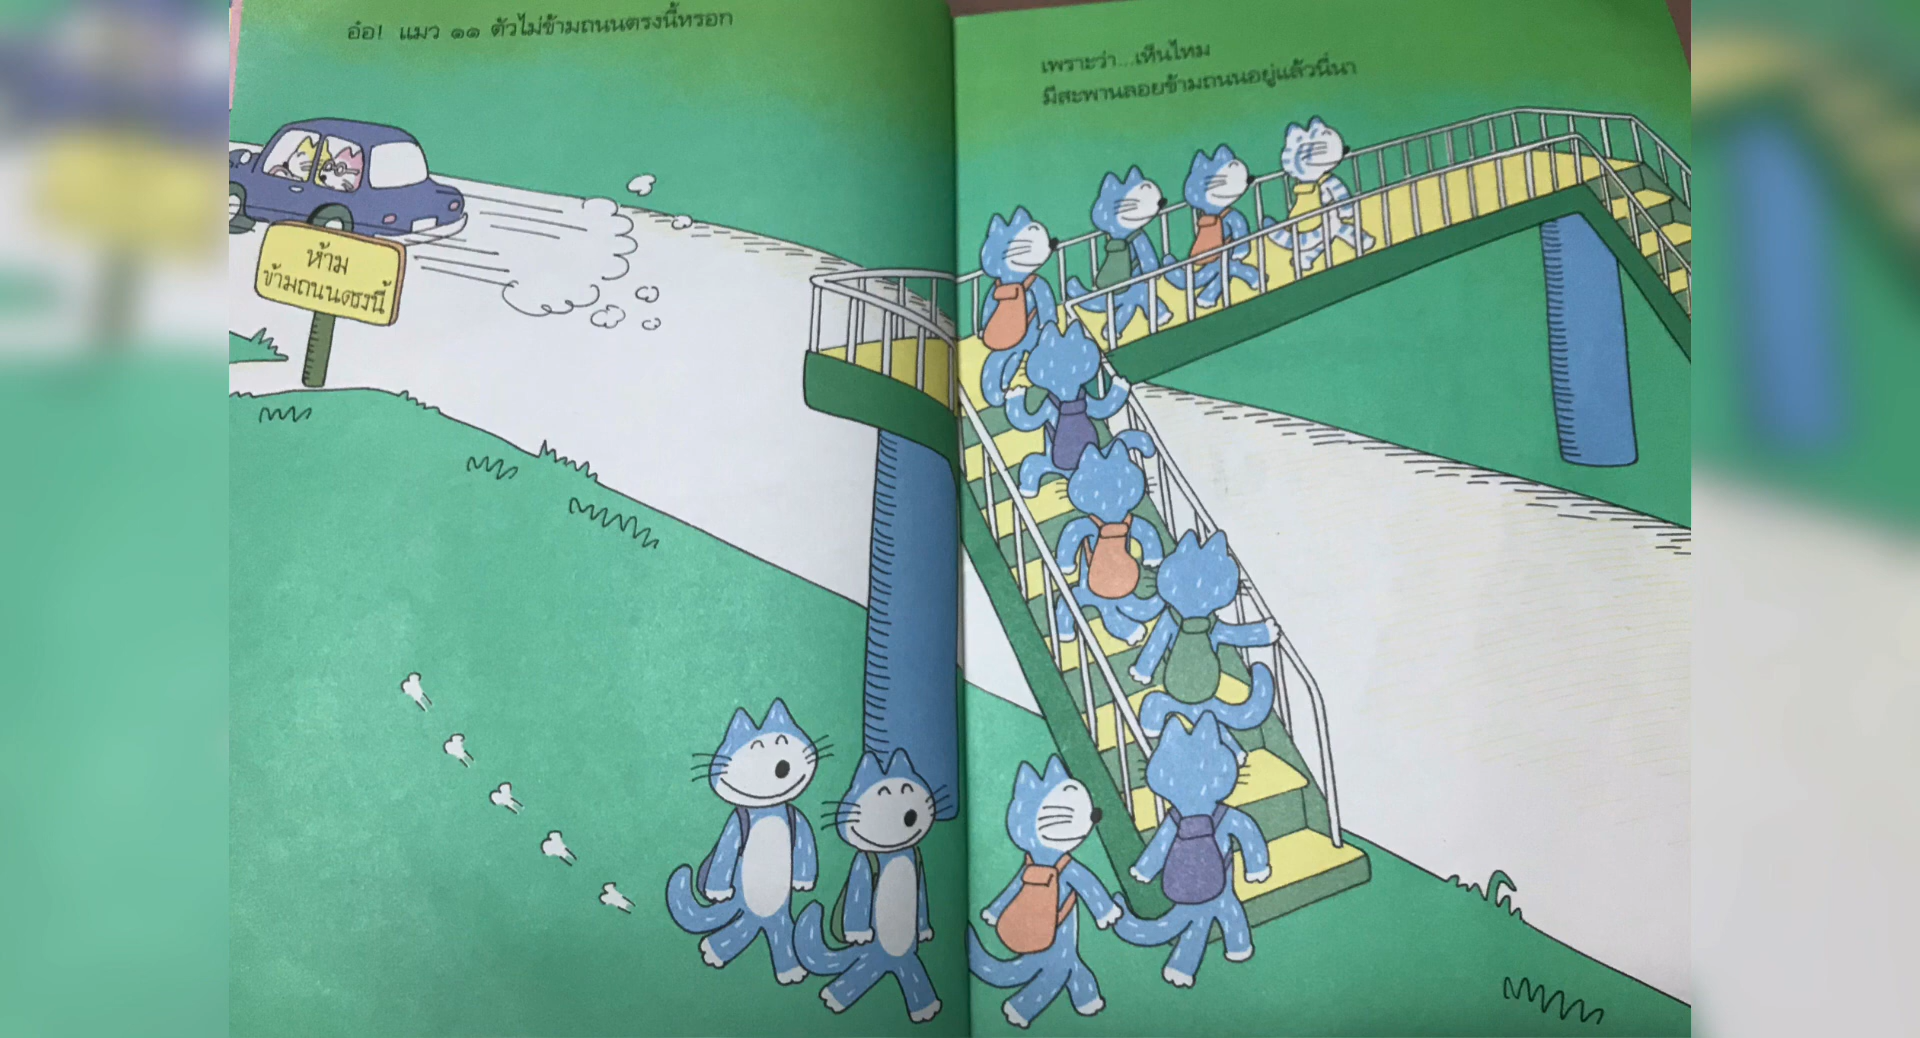 อ๋อ! แมว ๑๑ ตัวไม่ข้ามถนนตรงนี้หรอก
ห้าม
ข้ามถนนตรงนี้
เพราะว่า...เห็นไหม
มีสะพานลอยข้ามถนนอยู่แล้วนี่นา